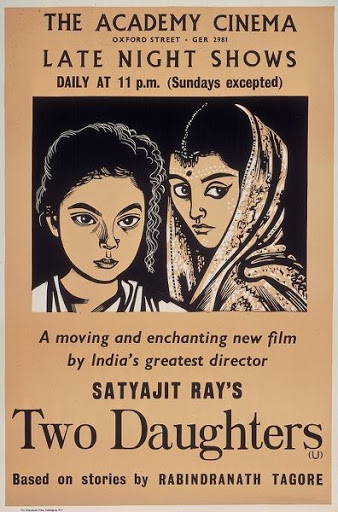 THE ACADEMY CINEMA
OXFORD STREET • GER 2981
LATE NIGHT SHOWS
DAILY AT 11 p.m. (Sundays excepted)
A moving and enchanting new film
by India's greatest director
SATYAJIT RAY'S
Two Daughters
(U)
Based on stories by RABINDRANATH TAGORE